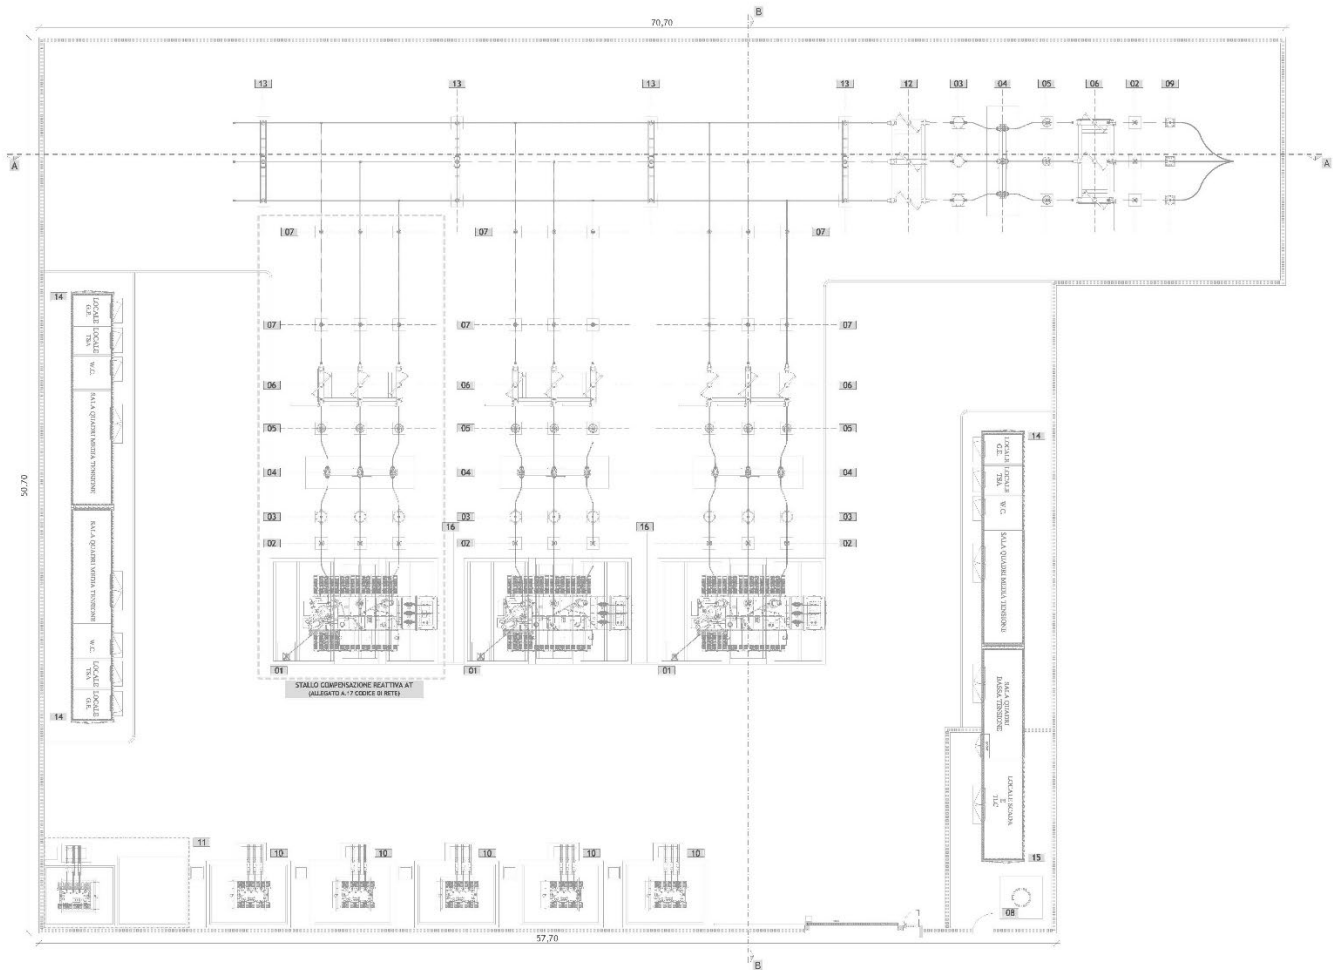 B
70,70
13
13
13
13
12
03
04
05
06
02
09
A
A
07
07
07
14
LOCALE
G.E.
LOCALE
TSA
W.C.
SALA QUADRI MEDIA TENSIONE
07
07
07
06
06
06
05
05
05
04
04
04
03
03
03
16
16
02
02
02
14
LOCALE
G.E.
LOCALE
TSA
W.C.
SALA QUADRI MEDIA TENSIONE
50,70
SALA QUADRI MEDIA TENSIONE
W.C.
LOCALE
TSA
LOCALE
G.E.
14
01
01
01
STALLO COMPENSAZIONE REATTIVA AT
(ALLEGATO A.17 CODICE DI RETE)
SALA QUADRI
BASSA TENSIONE
LOCALE SCADA
E
TLC
15
11
10
10
10
10
10
08
57,70
B